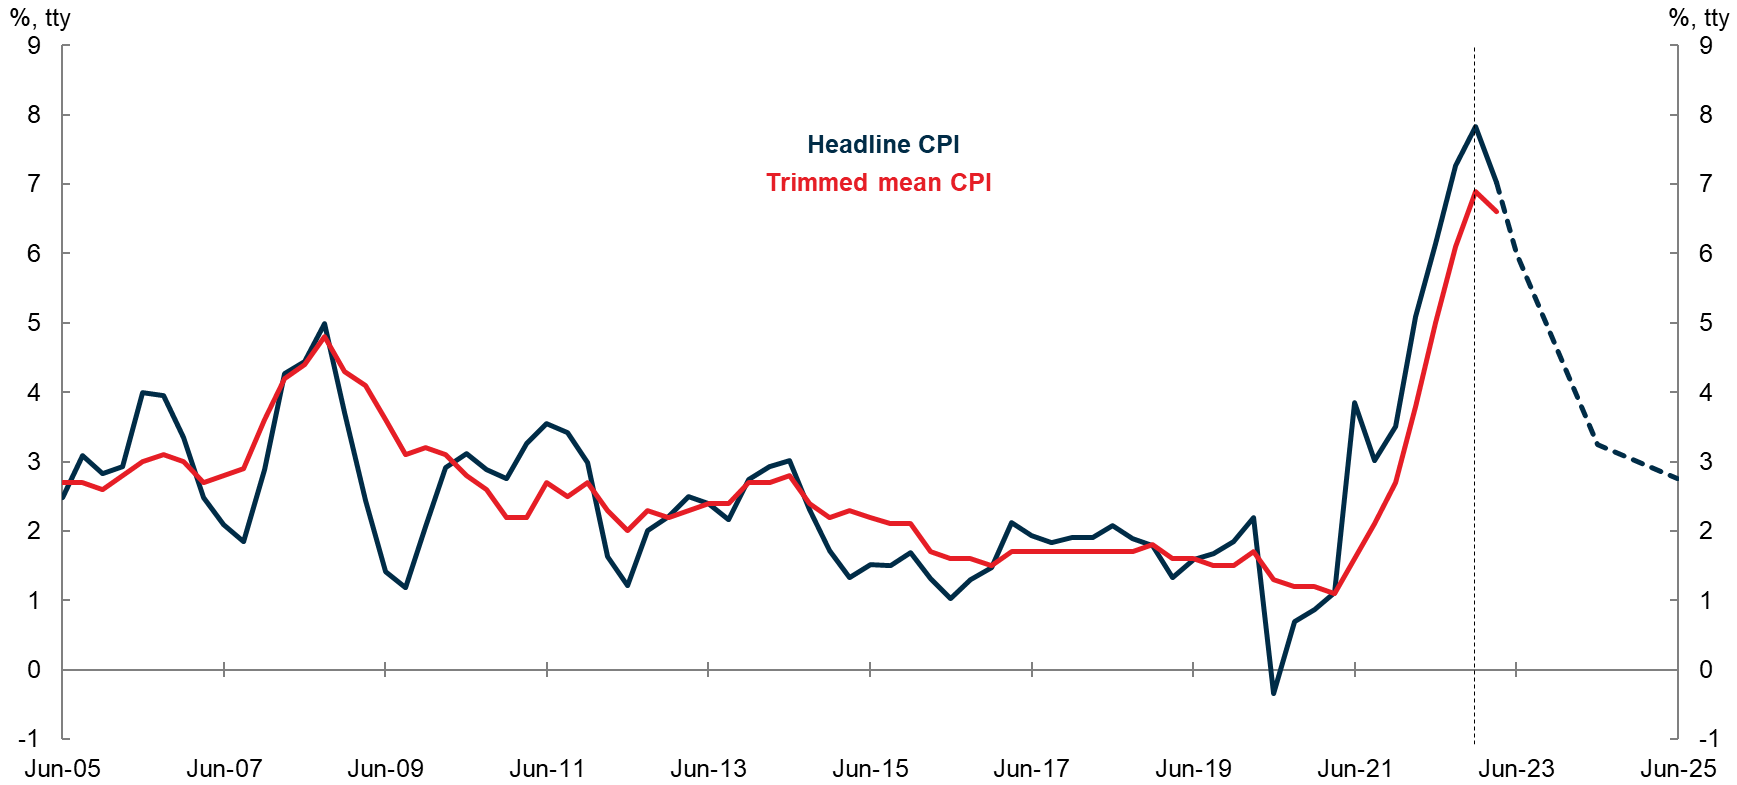 %, tty %, tty
9 9
8 8
Headline CPI
Trimmed mean CPI
7 7
6 6
5 5
4 4
3 3
2 2
1 1
0 0
-1 -1
Jun-05 Jun-07 Jun-09 Jun-11 Jun-13 Jun-15 Jun-17 Jun-19 Jun-21 Jun-23 Jun-25